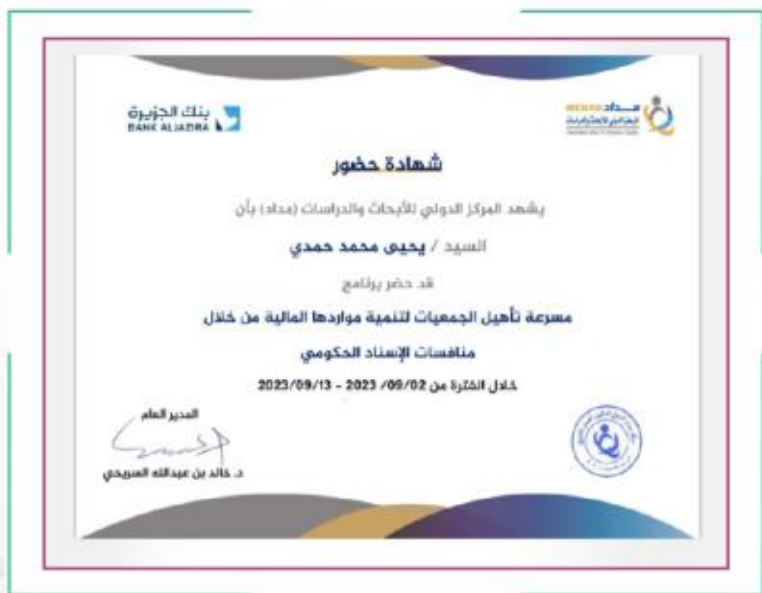 بنك الجزيرة
BANK ALJAZIRA
مداد MEDAD
شهادة حضور
يشهد المركز الدولي للأبحاث والدراسات (مداد) بأن
السيد / يحيى محمد حمدي
قد حضر برنامج
مسرعة تأهيل الجمعيات لتنمية مواردها المالية من خلال
منافسات الإسناد الحكومي
خلال الفترة من 09/02/ 2023 - 2023/09/13
المدير العام
د. خالد بن عبدالله السريحي